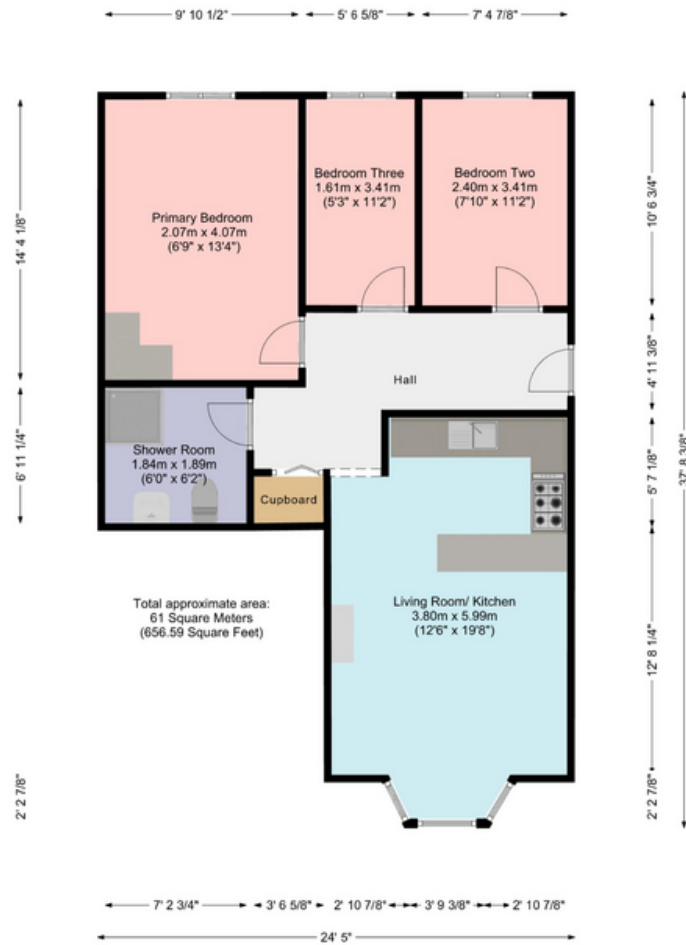 9' 10 1/2"
5' 6 5/8"
7' 4 7/8"
14' 4 1/8"
6' 11 1/4"
2' 2 7/8"
Primary Bedroom
2.07m x 4.07m
(6'9" x 13'4")
Bedroom Three
1.61m x 3.41m
(5'3" x 11'2")
Bedroom Two
2.40m x 3.41m
(7'10" x 11'2")
Hall
Shower Room
1.84m x 1.89m
(6'0" x 6'2")
Cupboard
Living Room/ Kitchen
3.80m x 5.99m
(12'6" x 19'8")
Total approximate area:
61 Square Meters
(656.59 Square Feet)
10' 6 3/4"
4' 11 3/8"
5' 7 1/8"
12' 8 1/4"
2' 2 7/8"
37' 8 3/8"
7' 2 3/4"
3' 6 5/8"
2' 10 7/8"
3' 9 3/8"
2' 10 7/8"
24' 5"